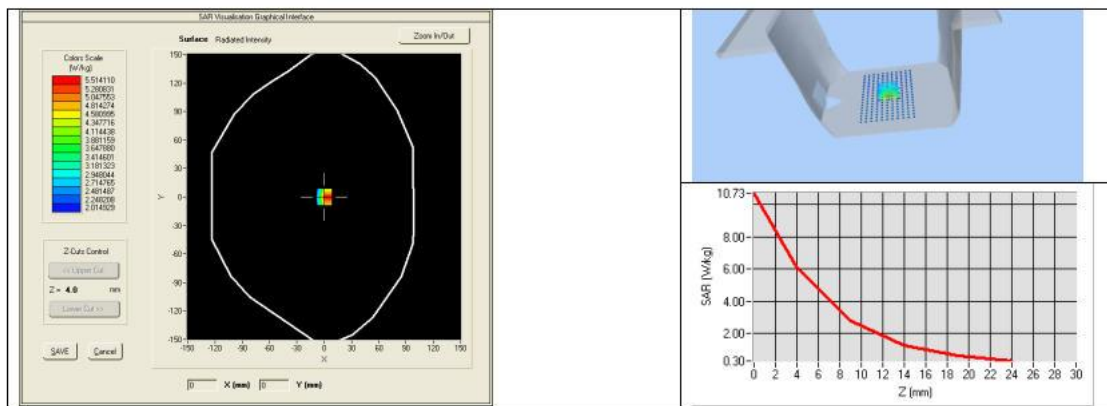 SAR Visualisation Graphical Interface
Surface Radiated Intensity
Zoom In/Out
Colors Scale
(W/kg)
5.514110
5.280831
5.047553
4.814274
4.580995
4.347716
4.114438
3.881159
3.647880
3.414601
3.181323
2.948044
2.714765
2.481487
2.248208
2.014929
150
120
90
60
30
0
-30
-60
-90
-120
-150
Y
-150 -120 -90 -60 -30 0 30 60 90 120 150
X
Z-Cuts Control
<< Upper Cut
Z = 4.0 mm
Lower Cut >>
SAVE Cancel
0 X (mm) 0 Y (mm)
10.73
8.00
6.00
4.00
2.00
0.30
SAR (W/kg)
0 2 4 6 8 10 12 14 16 18 20 22 24 26 28 30
Z (mm)